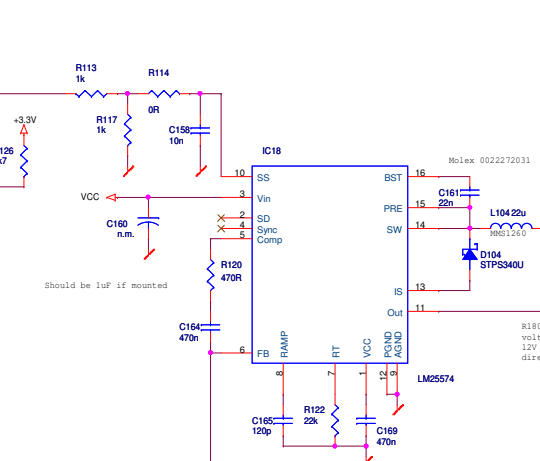 R113
1k
R114
0R
+3.3V
R117
1k
C158
10n
126
k7
IC18
Molex 0022272031
10 SS
BST 16
VCC
3 Vin
C161
22n
PRE 15
C160
n.m.
2 SD
4 Sync
5 Comp
SW 14
L104 22u
MMS1260
R120
470R
D104
STPS340U
Should be 1uF if mounted
IS 13
Out 11
C164
470n
R180
volt
12V
dire
6 FB
RAMP
RT
VCC
PGND
AGND
8
7
1
12
9
LM25574
C165
120p
R122
22k
C169
470n